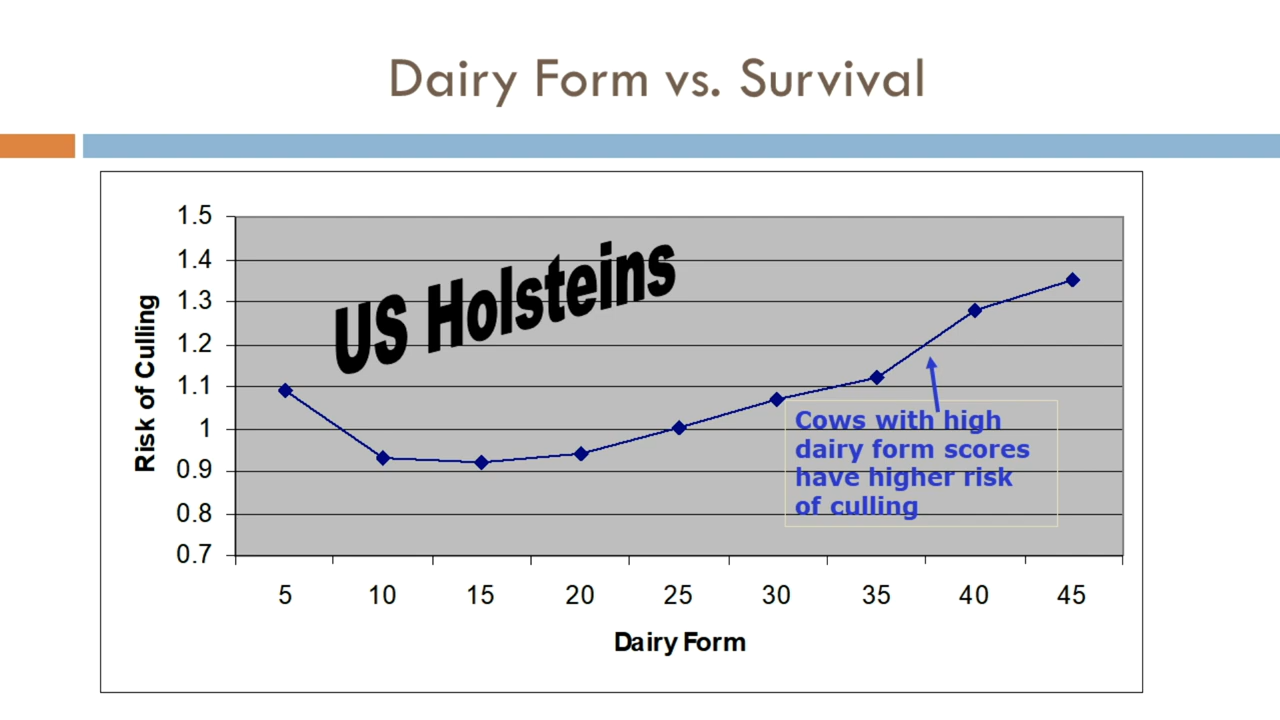 Dairy Form vs. Survival
US Holsteins
Risk of Culling
1.5
1.4
1.3
1.2
1.1
1
0.9
0.8
0.7
Cows with high
dairy form scores
have higher risk
of culling
5 10 15 20 25 30 35 40 45
Dairy Form